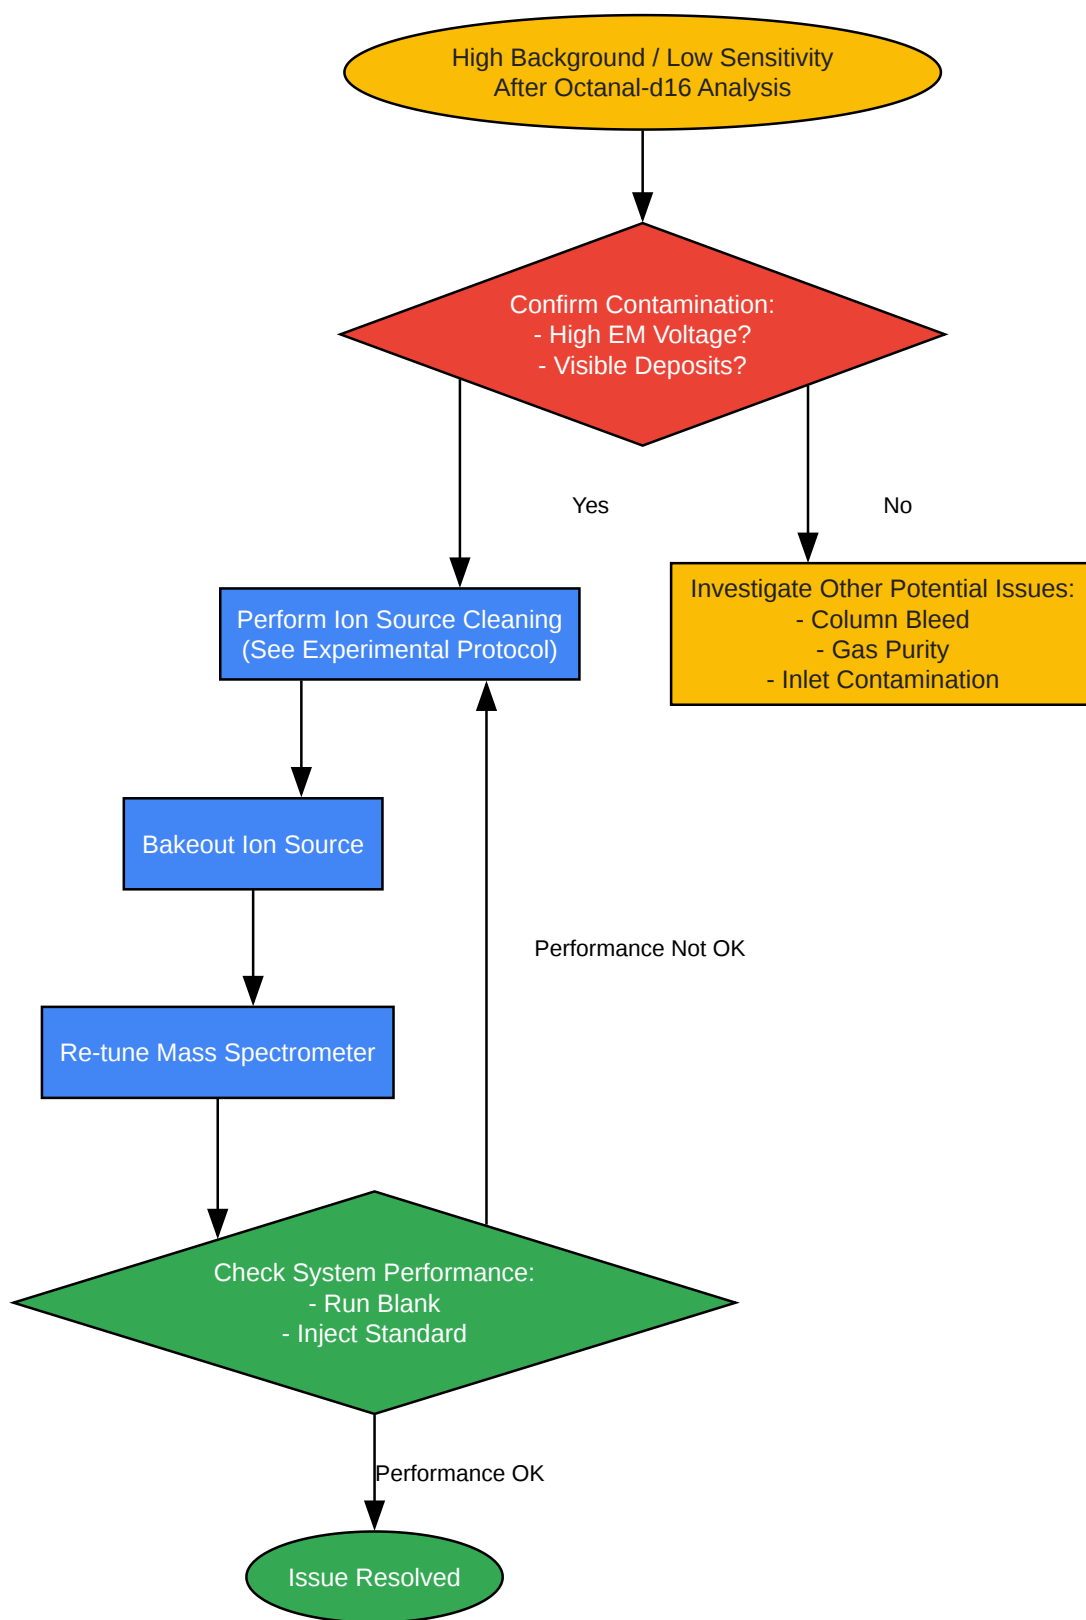 High Background / Low Sensitivity
After Octanal-d16 Analysis
Confirm Contamination:
- High EM Voltage?
- Visible Deposits?
Yes
No
Perform Ion Source Cleaning
(See Experimental Protocol)
Investigate Other Potential Issues:
- Column Bleed
- Gas Purity
- Inlet Contamination
Bakeout Ion Source
Performance Not OK
Re-tune Mass Spectrometer
Check System Performance:
- Run Blank
- Inject Standard
Performance OK
Issue Resolved